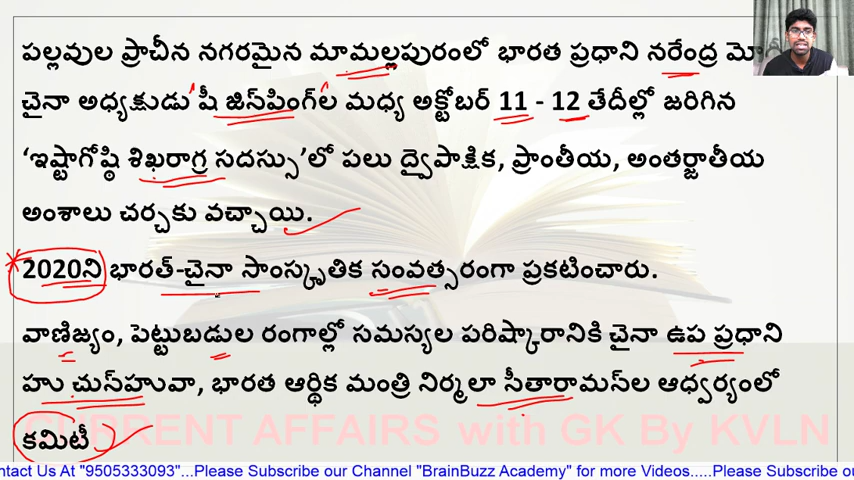 పల్లవుల ప్రాచీన నగరమైన మామల్లపురంలో భారత ప్రధాని నరేంద్ర
చైనా అధ్యక్షుడు షీ జిన్‌పింగ్‌ల మధ్య అక్టోబర్ 11 - 12 తేదీల్లో జరిగిన
‘ఇష్టాగోష్ఠి శిఖరాగ్ర సదస్సు’లో పలు ద్వైపాక్షిక, ప్రాంతీయ, అంతర్జాతీయ
అంశాలు చర్చకు వచ్చాయి.
2020ని భారత్-చైనా సాంస్కృతిక సంవత్సరంగా ప్రకటించారు.
వాణిజ్యం, పెట్టుబడుల రంగాల్లో సమస్యల పరిష్కారానికి చైనా ఉప ప్రధాని
హు చున్‌హువా, భారత ఆర్థిక మంత్రి నిర్మలా సీతారామన్‌ల ఆధ్వర్యంలో
కమిటీ
CURRENT AFFAIRS with GK By KVLN
ntact Us At "9505333093"...Please Subscribe our Channel "BrainBuzz Academy" for more Videos.....Please Subscribe ou